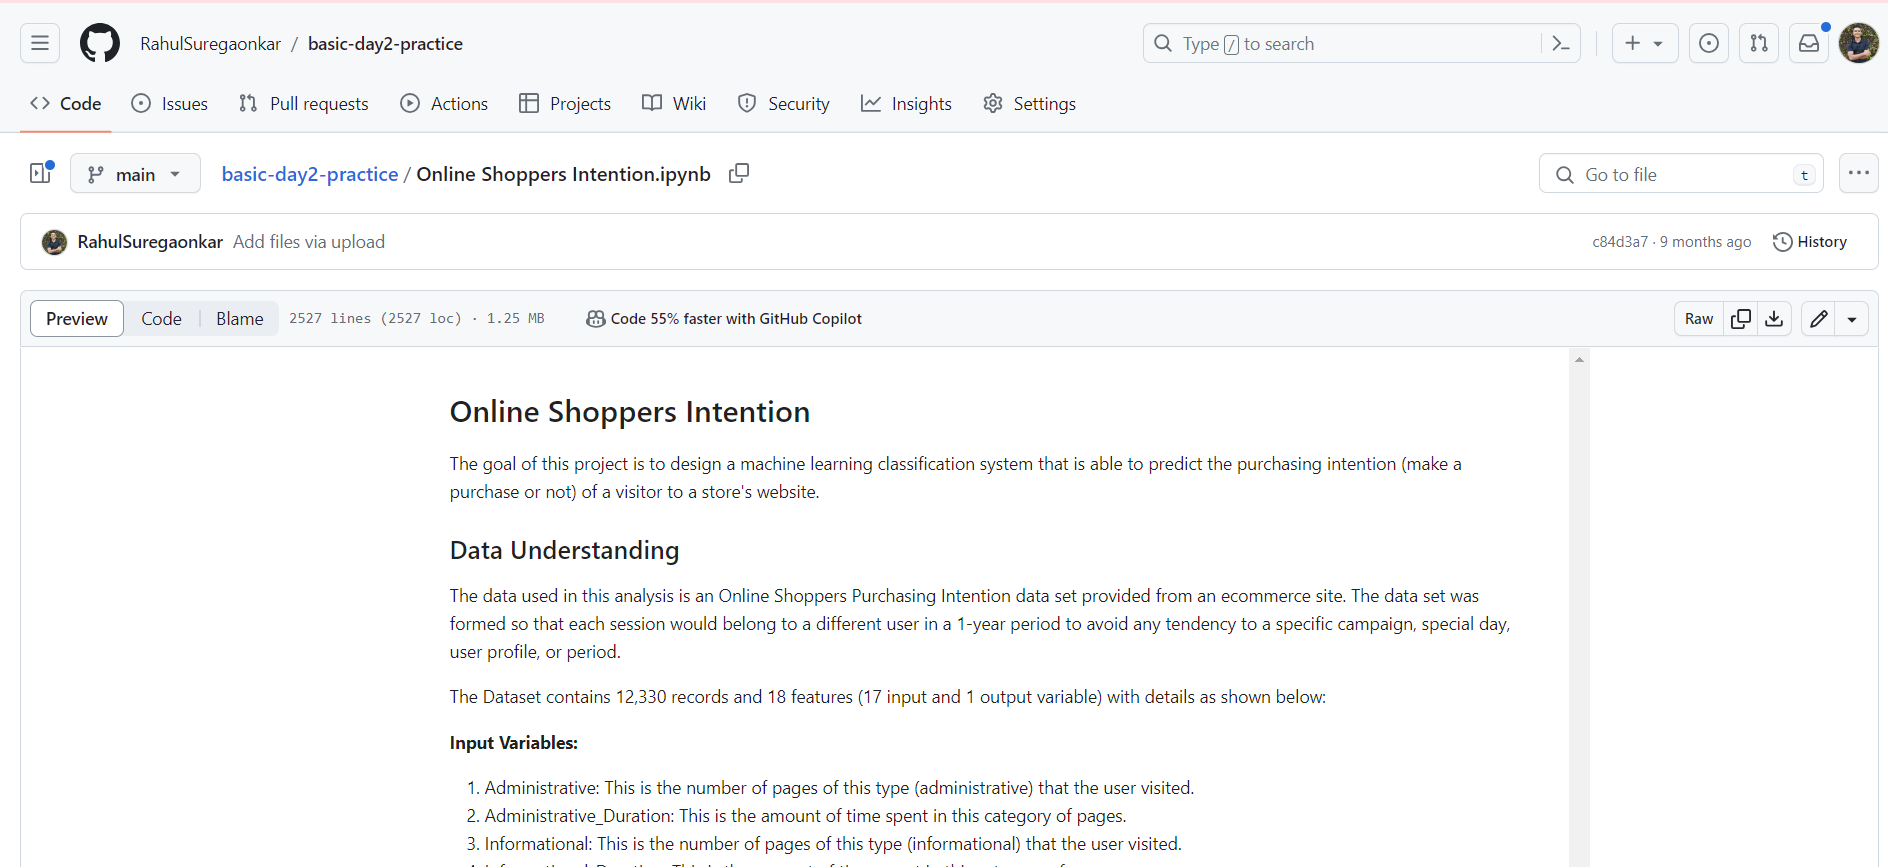 RahulSuregaonkar / basic-day2-practice
Type / to search
Code
Issues
Pull requests
Actions
Projects
Wiki
Security
Insights
Settings
main
basic-day2-practice / Online Shoppers Intention.ipynb
Go to file
t
RahulSuregaonkar Add files via upload
c84d3a7 · 9 months ago
History
Preview
Code
Blame
2527 lines (2527 loc) · 1.25 MB
Code 55% faster with GitHub Copilot
Raw
Online Shoppers Intention
The goal of this project is to design a machine learning classification system that is able to predict the purchasing intention (make a
purchase or not) of a visitor to a store's website.
Data Understanding
The data used in this analysis is an Online Shoppers Purchasing Intention data set provided from an ecommerce site. The data set was
formed so that each session would belong to a different user in a 1-year period to avoid any tendency to a specific campaign, special day,
user profile, or period.
The Dataset contains 12,330 records and 18 features (17 input and 1 output variable) with details as shown below:
Input Variables:
1. Administrative: This is the number of pages of this type (administrative) that the user visited.
2. Administrative_Duration: This is the amount of time spent in this category of pages.
3. Informational: This is the number of pages of this type (informational) that the user visited.